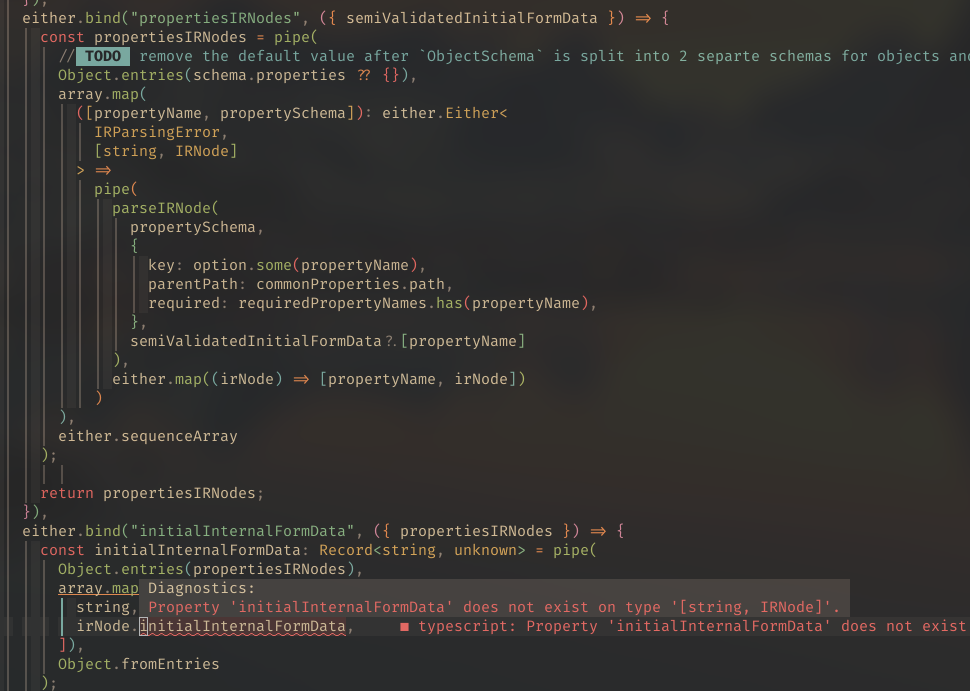 }),
either.bind("propertiesIRNodes", ({ semiValidatedInitialFormData }) => {
const propertiesIRNodes = pipe(
// TODO remove the default value after `ObjectSchema` is split into 2 separte schemas for objects and
Object.entries(schema.properties ?? {}),
array.map(
([propertyName, propertySchema]): either.Either<
IRParsingError,
[string, IRNode]
> =>
pipe(
parseIRNode(
propertySchema,
{
key: option.some(propertyName),
parentPath: commonProperties.path,
required: requiredPropertyNames.has(propertyName),
},
semiValidatedInitialFormData?.[propertyName]
),
either.map((irNode) => [propertyName, irNode])
)
),
either.sequenceArray
);
return propertiesIRNodes;
}),
either.bind("initialInternalFormData", ({ propertiesIRNodes }) => {
const initialInternalFormData: Record<string, unknown> = pipe(
Object.entries(propertiesIRNodes),
array.map Diagnostics:
string, Property 'initialInternalFormData' does not exist on type '[string, IRNode]'.
irNode.initialInternalFormData, ■ typescript: Property 'initialInternalFormData' does not exist
]),
Object.fromEntries
);